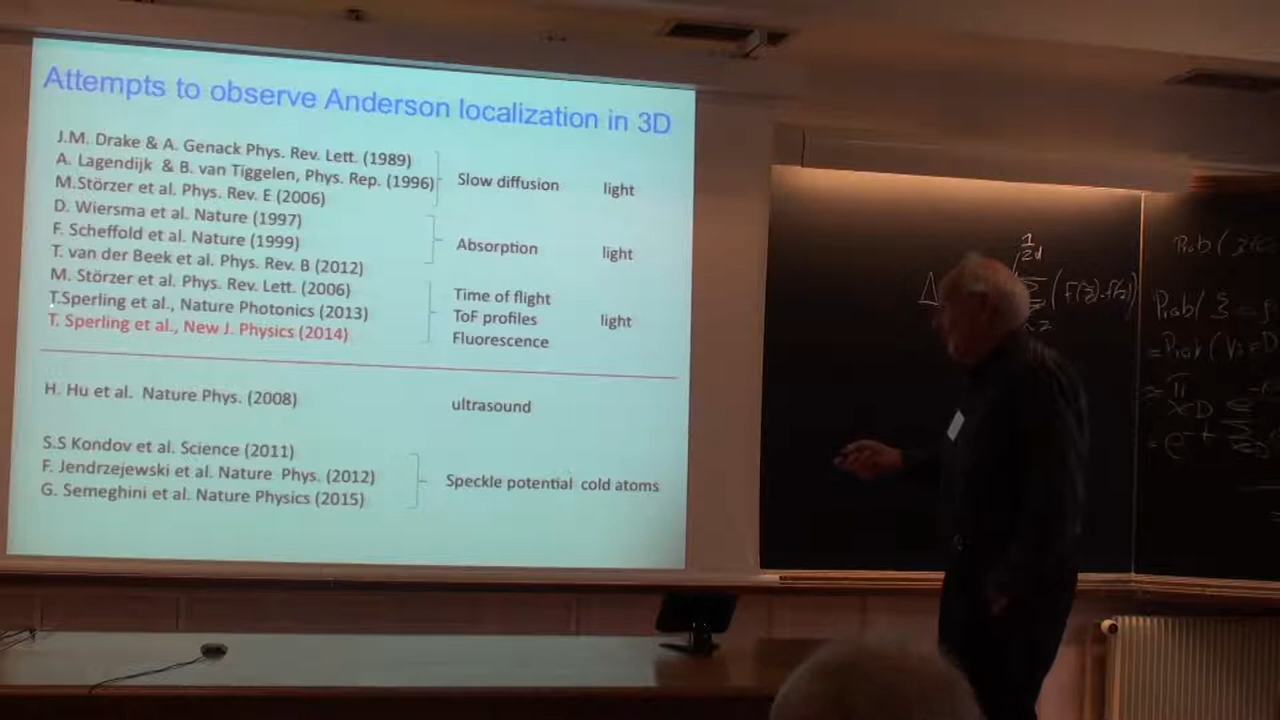 Attempts to observe Anderson localization in 3D
J.M. Drake & A. Genack Phys. Rev. Lett. (1989)
A. Lagendijk & B. van Tiggelen, Phys. Rep. (1996)
M.Störzer et al. Phys. Rev. E (2006)
Slow diffusion light
D. Wiersma et al. Nature (1997)
F. Scheffold et al. Nature (1999)
T. van der Beek et al. Phys. Rev. B (2012)
Absorption light
M. Störzer et al. Phys. Rev. Lett. (2006)
T.Sperling et al., Nature Photonics (2013)
T. Sperling et al., New J. Physics (2014)
Time of flight
ToF profiles light
Fluorescence
H. Hu et al. Nature Phys. (2008) ultrasound
S.S Kondov et al. Science (2011)
F. Jendrzejewski et al. Nature Phys. (2012)
G. Semeghini et al. Nature Physics (2015)
Speckle potential cold atoms
1
2d
Δ
Prob(
Prob(